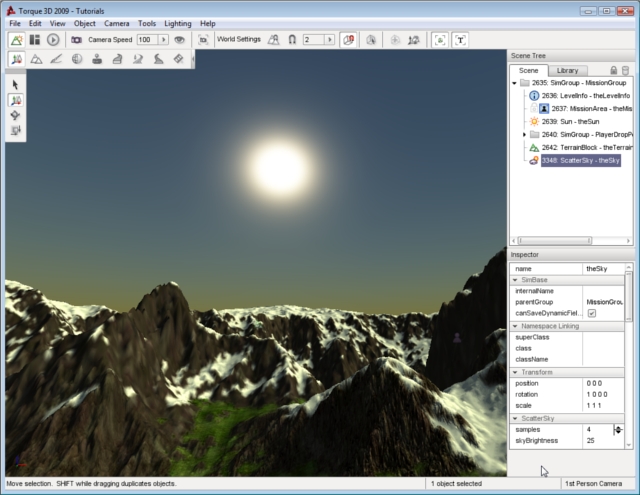 Torque 3D 2009 - Tutorials
File Edit View Object Camera Tools Lighting Help
Camera Speed 100 World Settings 2 T
Scene Tree
Scene Library
2635: SimGroup - MissionGroup
2636: LevelInfo - theLevelInfo
2637: MissionArea - theMis
2639: Sun - theSun
2640: SimGroup - PlayerDropPo
2642: TerrainBlock - theTerrain
3348: ScatterSky - theSky
Inspector
name theSky
SimBase
internalName
parentGroup MissionGrou
canSaveDynamicFiel...
Namespace Linking
superClass
class
className
Transform
position 0 0 0
rotation 1 0 0 0
scale 1 1 1
ScatterSky
samples 4
skyBrightness 25
Move selection. SHIFT while dragging duplicates objects. 1 object selected 1st Person Camera